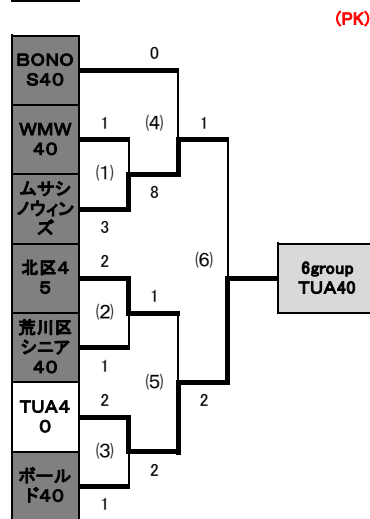 (PK)
BONO
S40
0
WMW
40
1
(4)
1
(1)
ムサシ
ノウィン
ズ
8
3
北区4
5
2
(6)
6group
TUA40
1
(2)
荒川区
シニア
40
1
(5)
TUA4
0
2
2
(3)
ボール
ド40
2
1